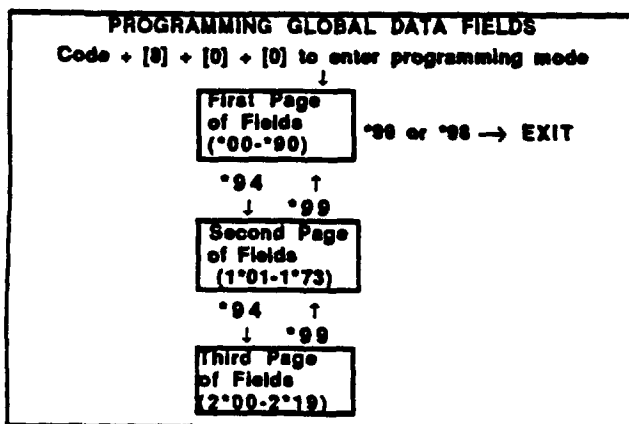 PROGRAMMING GLOBAL DATA FIELDS
Code + [8] + [0] + [0] to enter programming mode
↓
First Page
of Fields
(*00-*90)
*99 or *98 → EXIT
*94 ↑
↓ *99
Second Page
of Fields
(1*01-1*73)
*94 ↑
↓ *99
Third Page
of Fields
(2*00-2*19)